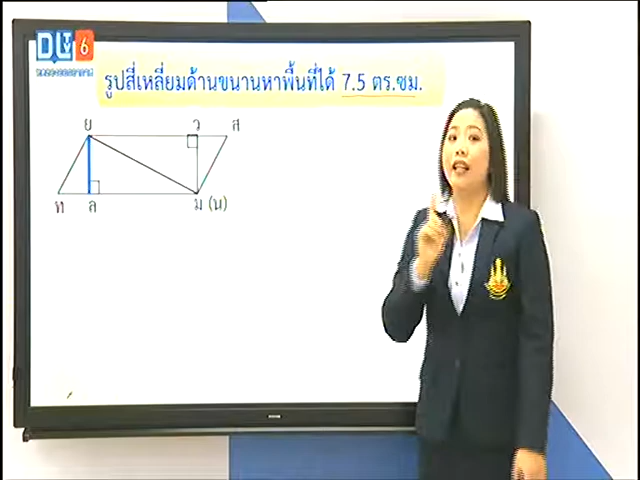 DLTV 6
รูปสี่เหลี่ยมด้านขนานหาพื้นที่ได้ 7.5 ตร.ซม.
ย ว ส
ท ล ม (น)